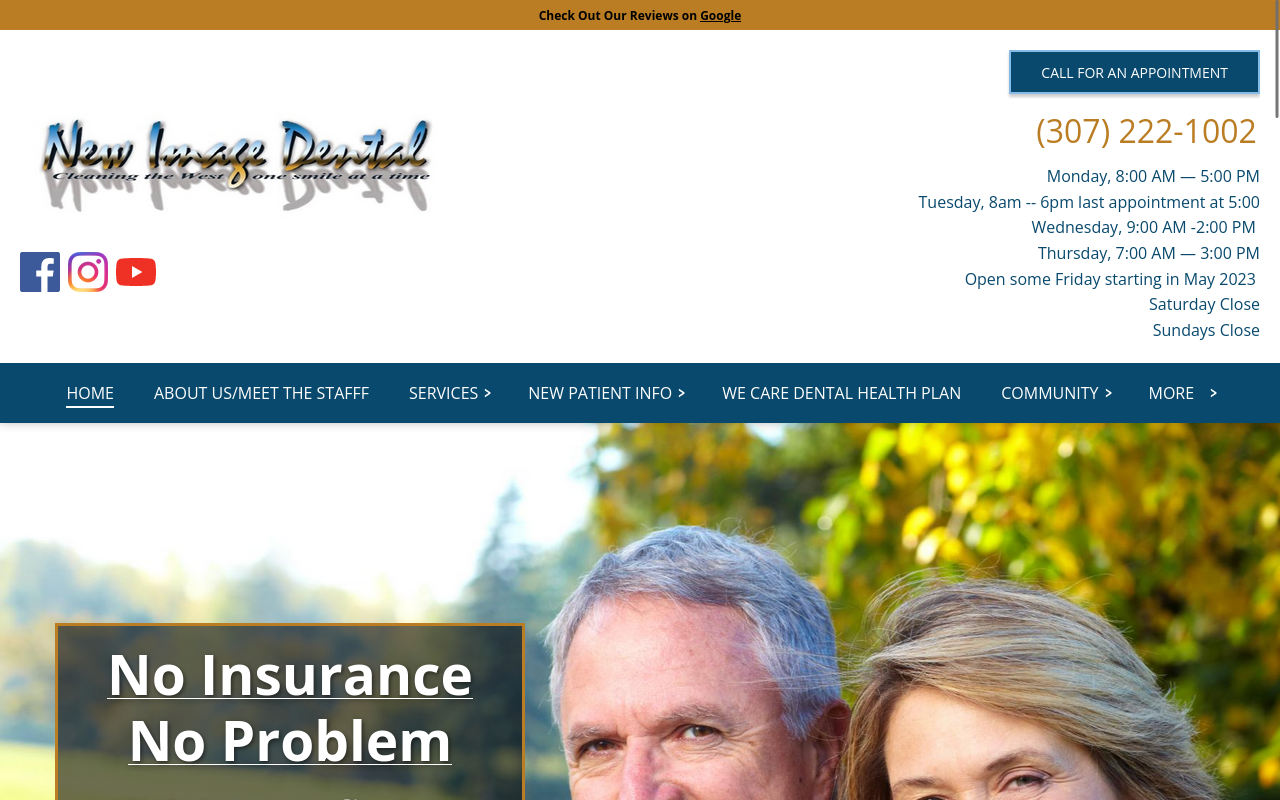 Check Out Our Reviews on Google
CALL FOR AN APPOINTMENT
(307) 222-1002
New Image Dental
Cleaning the West one smile at a time
Monday, 8:00 AM — 5:00 PM
Tuesday, 8am -- 6pm last appointment at 5:00
Wednesday, 9:00 AM -2:00 PM
Thursday, 7:00 AM — 3:00 PM
Open some Friday starting in May 2023
Saturday Close
Sundays Close
HOME ABOUT US/MEET THE STAFFF SERVICES > NEW PATIENT INFO > WE CARE DENTAL HEALTH PLAN COMMUNITY > MORE >
No Insurance
No Problem